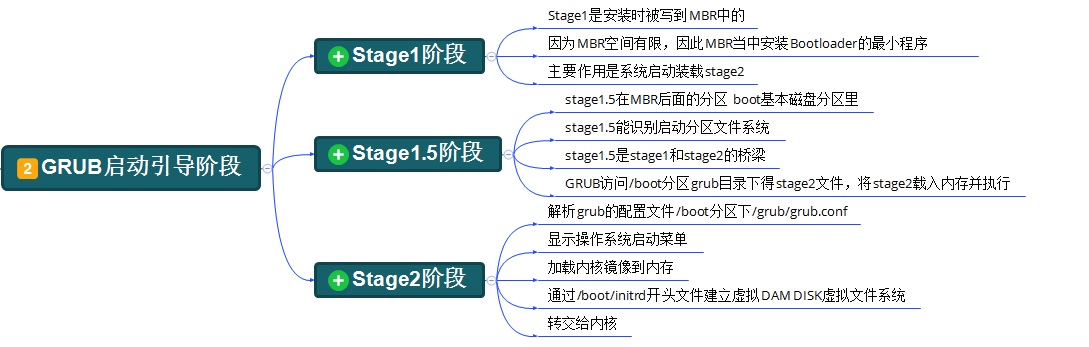 2 GRUB启动引导阶段
Stage1阶段
Stage1是安装时被写到MBR中的
因为MBR空间有限，因此MBR当中安装Bootloader的最小程序
主要作用是系统启动装载stage2
Stage1.5阶段
stage1.5在MBR后面的分区 boot基本磁盘分区里
stage1.5能识别启动分区文件系统
stage1.5是stage1和stage2的桥梁
GRUB访问/boot分区grub目录下得stage2文件，将stage2载入内存并执行
Stage2阶段
解析grub的配置文件/boot分区下/grub/grub.conf
显示操作系统启动菜单
加载内核镜像到内存
通过/boot/initrd开头文件建立虚拟DAM DISK虚拟文件系统
转交给内核